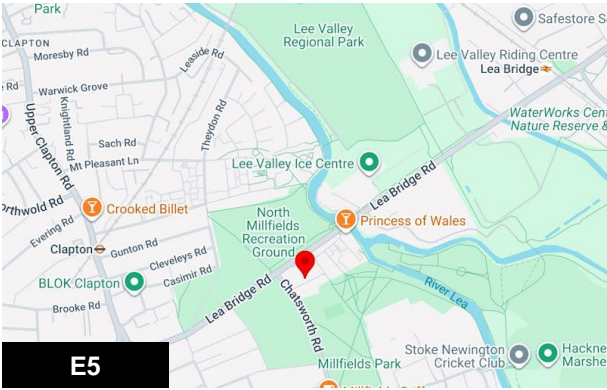 Park
CLAPTON
Moresby Rd
Leaside Rd
Lee Valley
Regional Park
Safestore S
Lee Valley Riding Centre
Lea Bridge
e Rd
Warwick Grove
Knightland Rd
Upper Clapton Rd
Theydon Rd
WaterWorks Cen
Nature Reserve &
Sach Rd
Mt Pleasant Ln
Lee Valley Ice Centre
Lea Bridge Rd
orthwold Rd
Crooked Billet
North
Millfields
Recreation
Ground
Princess of Wales
Evering Rd
Clapton
Gunton Rd
Cleveleys Rd
Casimir Rd
BLOK Clapton
Brooke Rd
Lea Bridge Rd
Chatsworth Rd
River Lea
Millfields Park
Stoke Newington
Cricket Club
Hackne
Marshe
E5